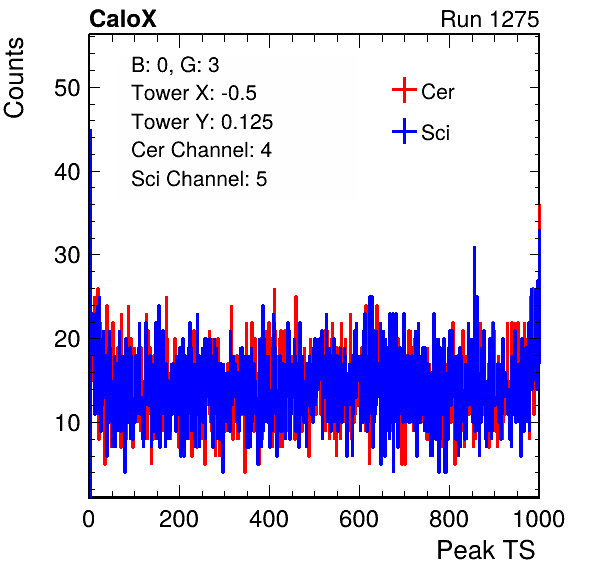 CaloX Run 1275
Counts
B: 0, G: 3
Tower X: -0.5
Tower Y: 0.125
Cer Channel: 4
Sci Channel: 5
Cer
Sci
50
40
30
20
10
0 200 400 600 800 1000
Peak TS